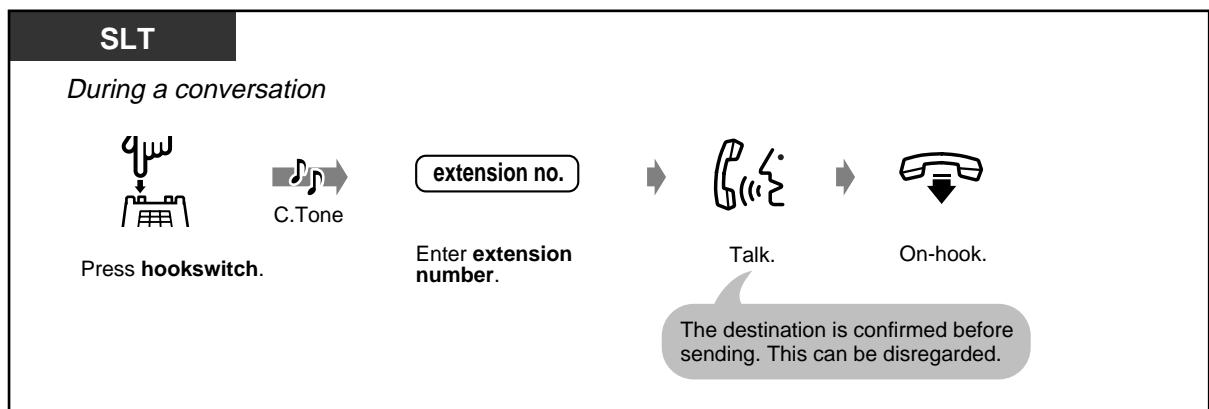 SLT
During a conversation
C.Tone
extension no.
Press hookswitch.
Enter extension
number.
Talk.
On-hook.
The destination is confirmed before
sending. This can be disregarded.